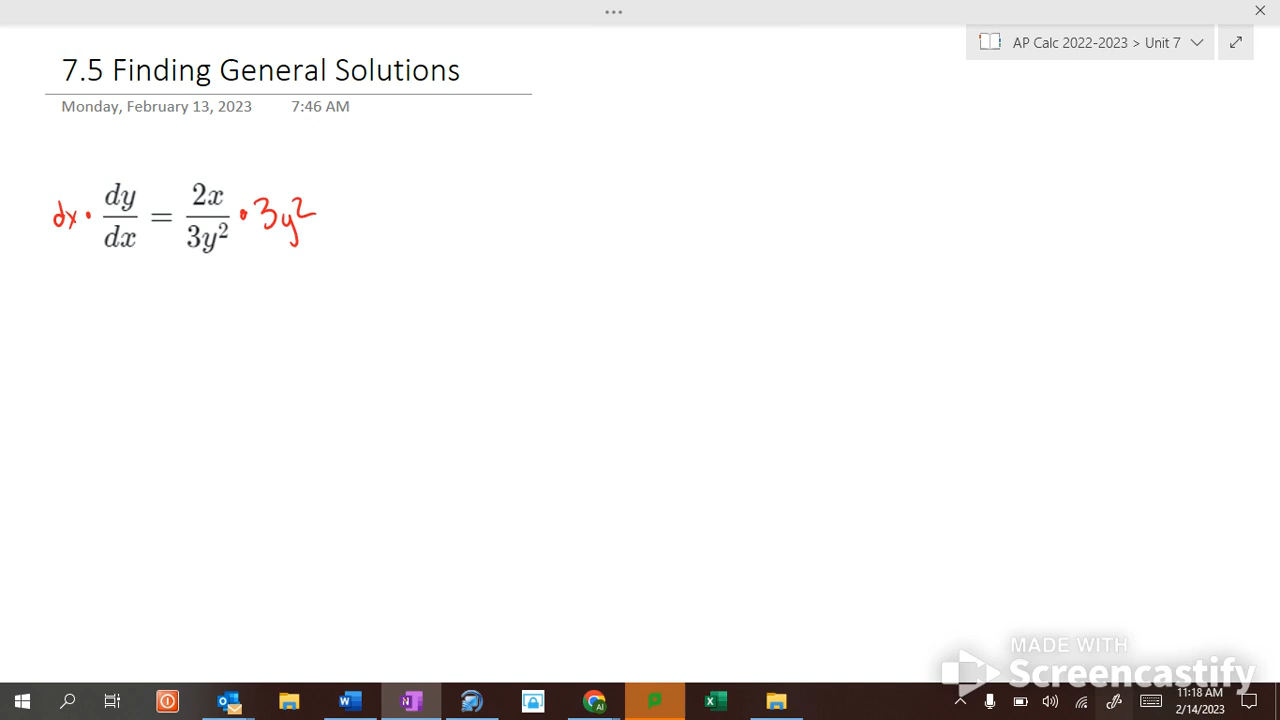 AP Calc 2022-2023 > Unit 7
7.5 Finding General Solutions
Monday, February 13, 2023 7:46 AM
dx · dy/dx = 2x/3y² · 3y²
MADE WITH
Screencastify
11:18 AM
2/14/2023